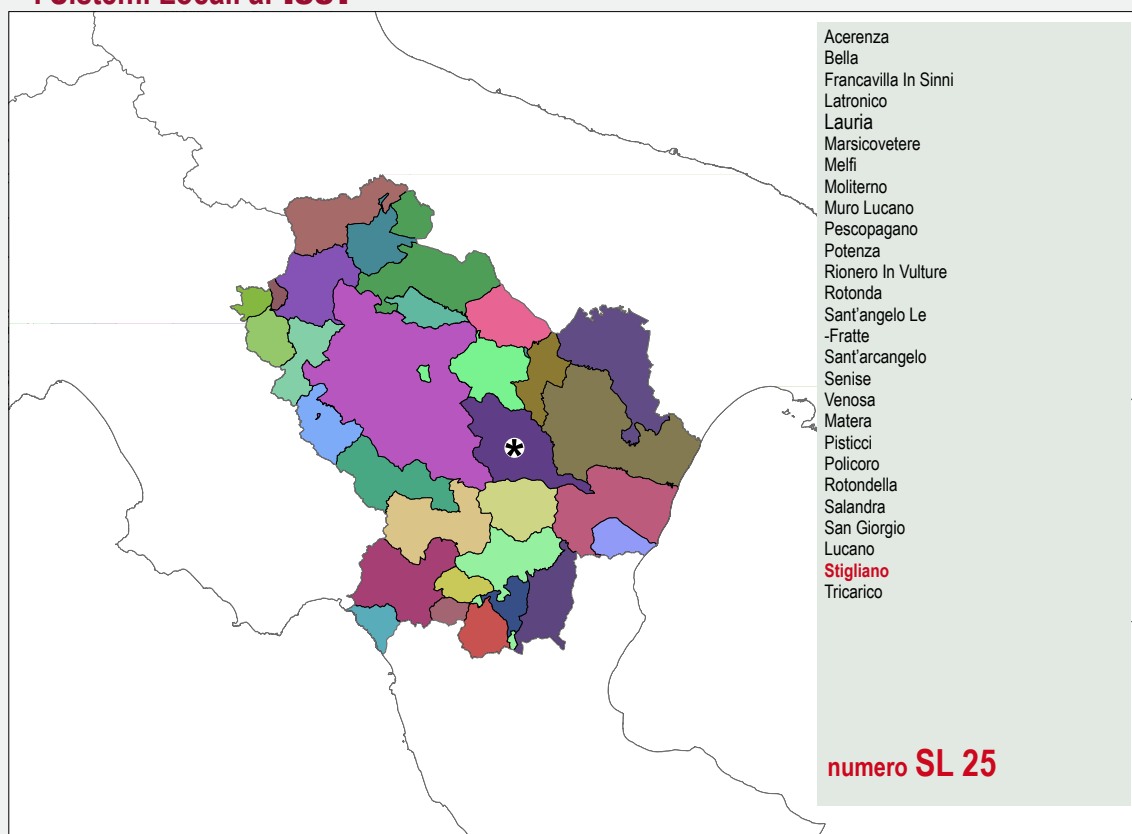 Acerenza
Bella
Francavilla In Sinni
Latronico
Lauria
Marsicovetere
Melfi
Moliterno
Muro Lucano
Pescopagano
Potenza
Rionero In Vulture
Rotonda
Sant'angelo Le
-Fratte
Sant'arcangelo
Senise
Venosa
Matera
Pisticci
Policoro
Rotondella
Salandra
San Giorgio
Lucano
Stigliano
Tricarico
numero SL 25